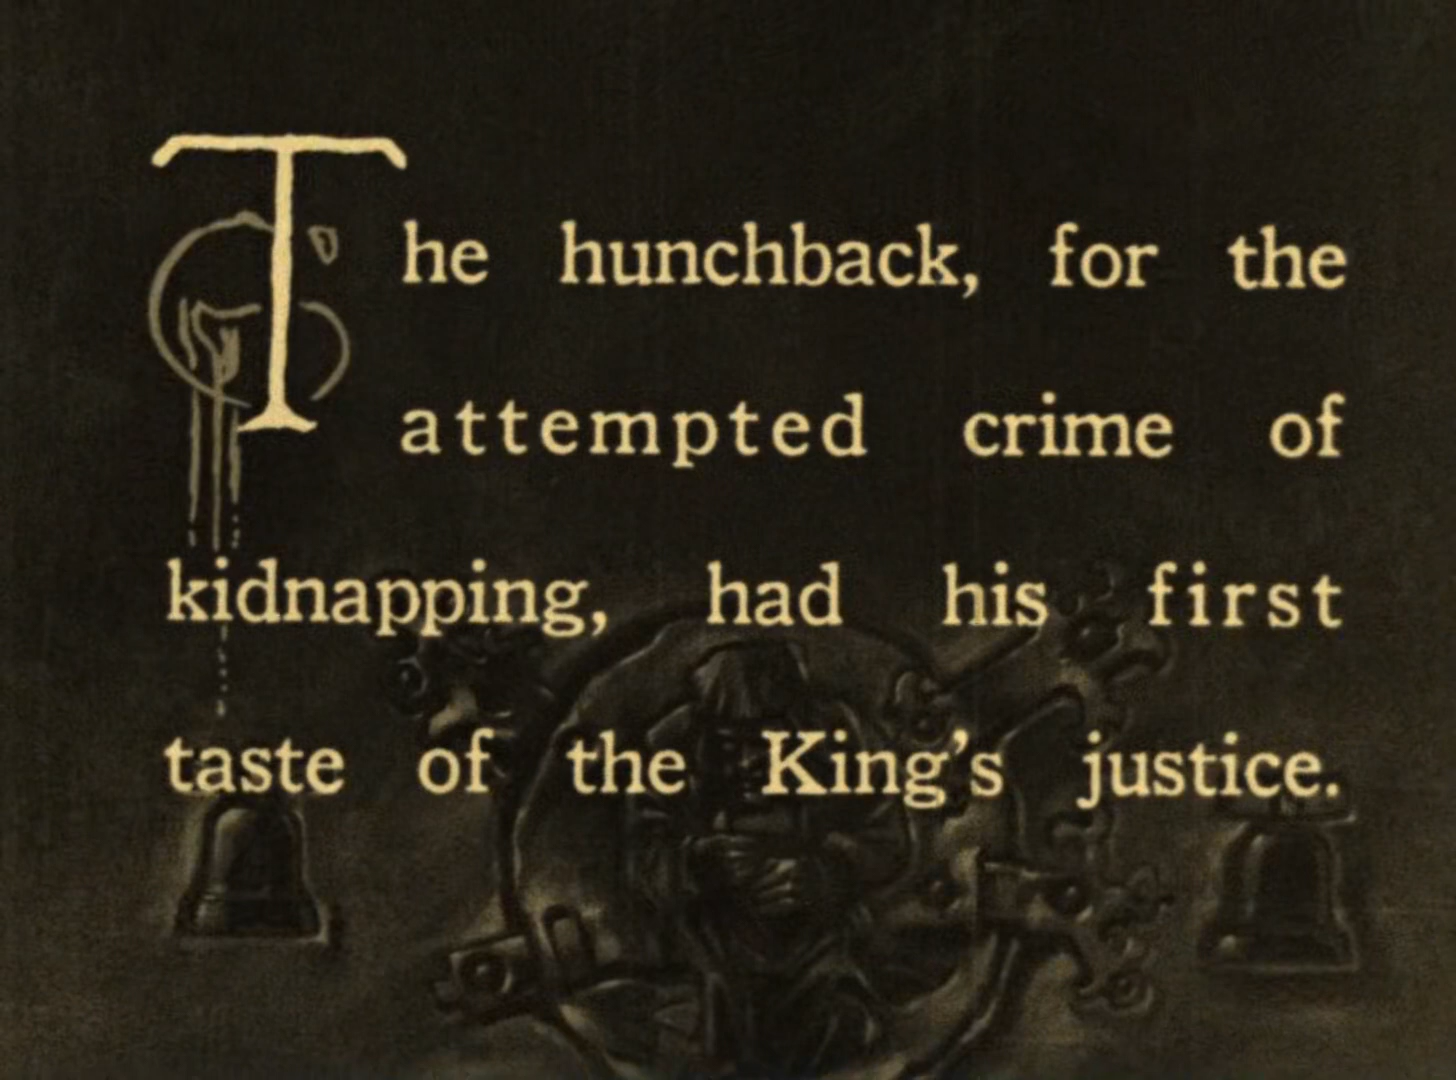 The hunchback, for the
attempted crime of
kidnapping, had his first
taste of the King's justice.